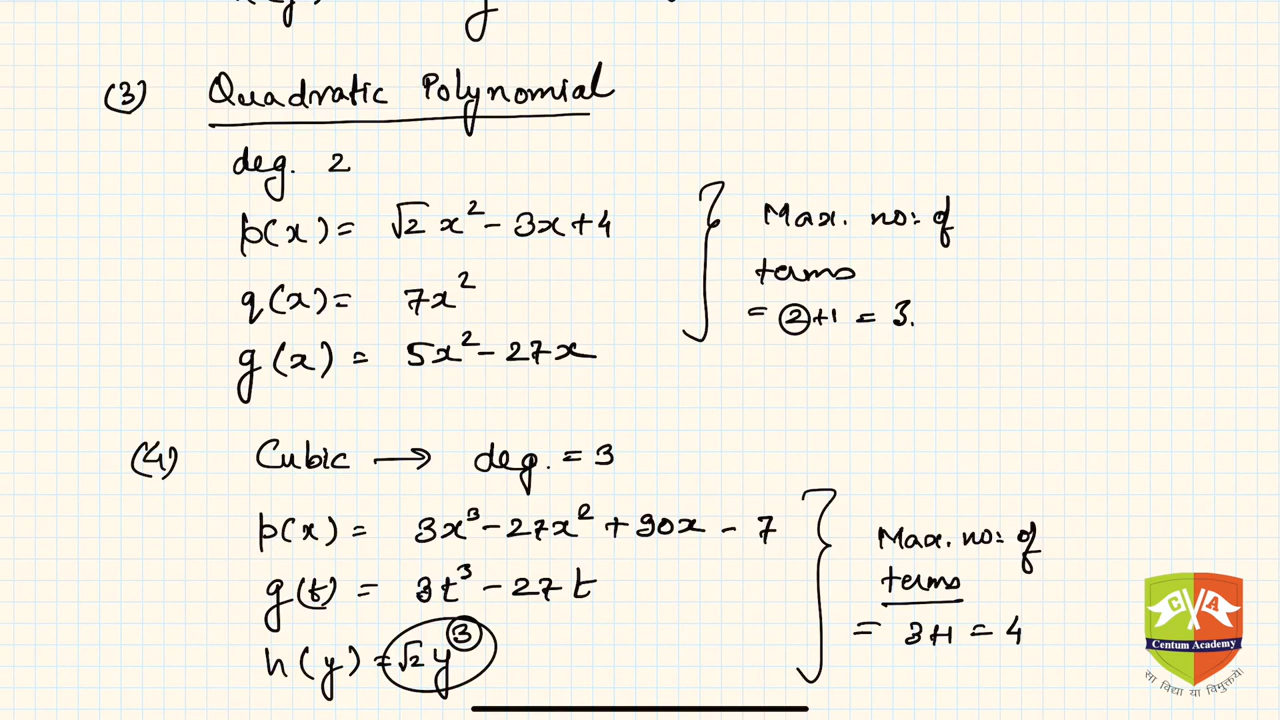 (3) Quadratic Polynomial
deg. 2
p(x) = √2 x² - 3x + 4
q(x) = 7x²
g(x) = 5x² - 27x
Max. no: of
terms
= 2+1 = 3.
(4) Cubic → deg. = 3
p(x) = 3x³ - 27x² + 90x - 7
g(t) = 3t³ - 27t
h(y) = √2 y³
Max. no: of
terms
= 3+1 = 4
C A
Centum Academy
सा विद्या या विमुक्तये